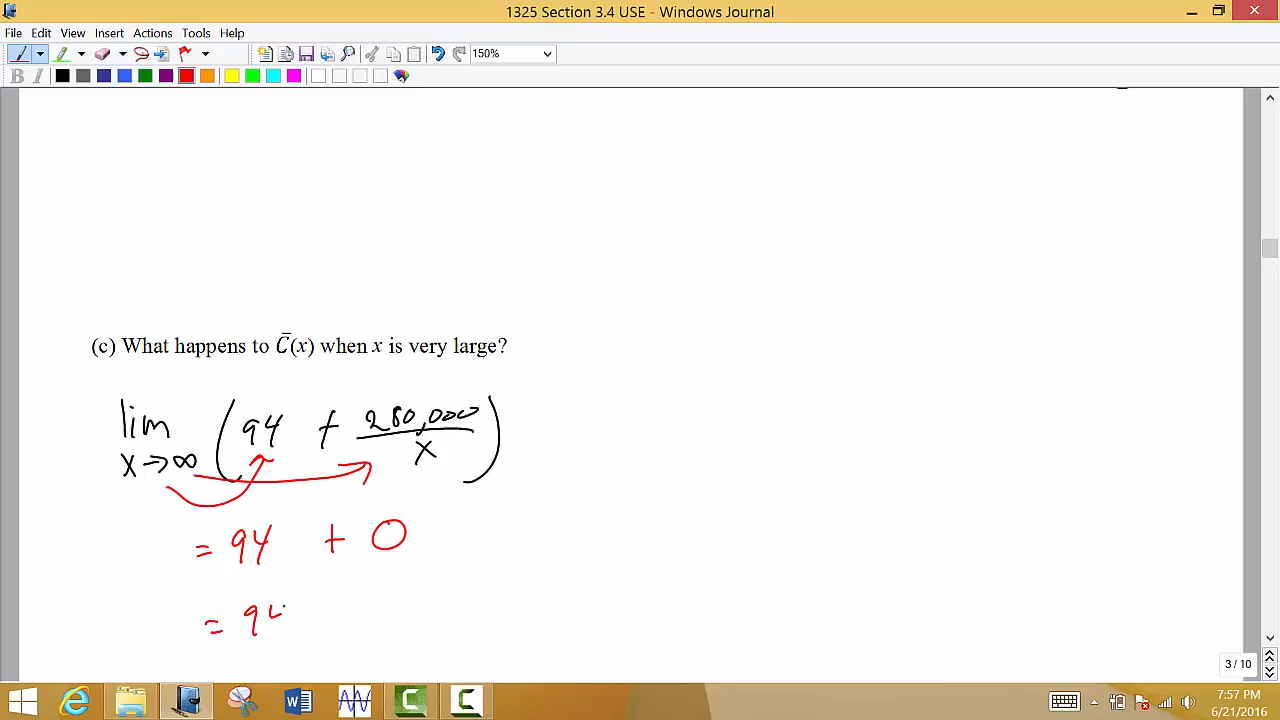 1325 Section 3.4 USE - Windows Journal
File Edit View Insert Actions Tools Help
150%
B I
(c) What happens to C̄(x) when x is very large?
lim x→∞ (94 + 280,000/x)
= 94 + 0
= 94
3 / 10
7:57 PM
6/21/2016